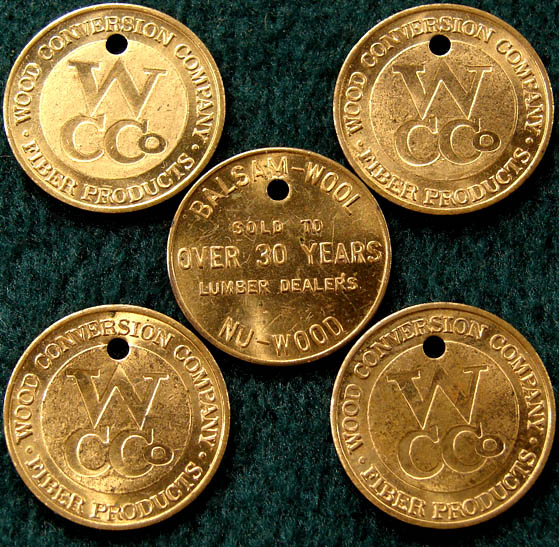 WOOD CONVERSION COMPANY
W
CCo
· FIBER PRODUCTS ·
WOOD CONVERSION COMPANY
W
CCo
· FIBER PRODUCTS ·
BALSAM-WOOL
SOLD TO
OVER 30 YEARS
LUMBER DEALERS
NU-WOOD
WOOD CONVERSION COMPANY
W
CCo
· FIBER PRODUCTS ·
WOOD CONVERSION COMPANY
W
CCo
· FIBER PRODUCTS ·